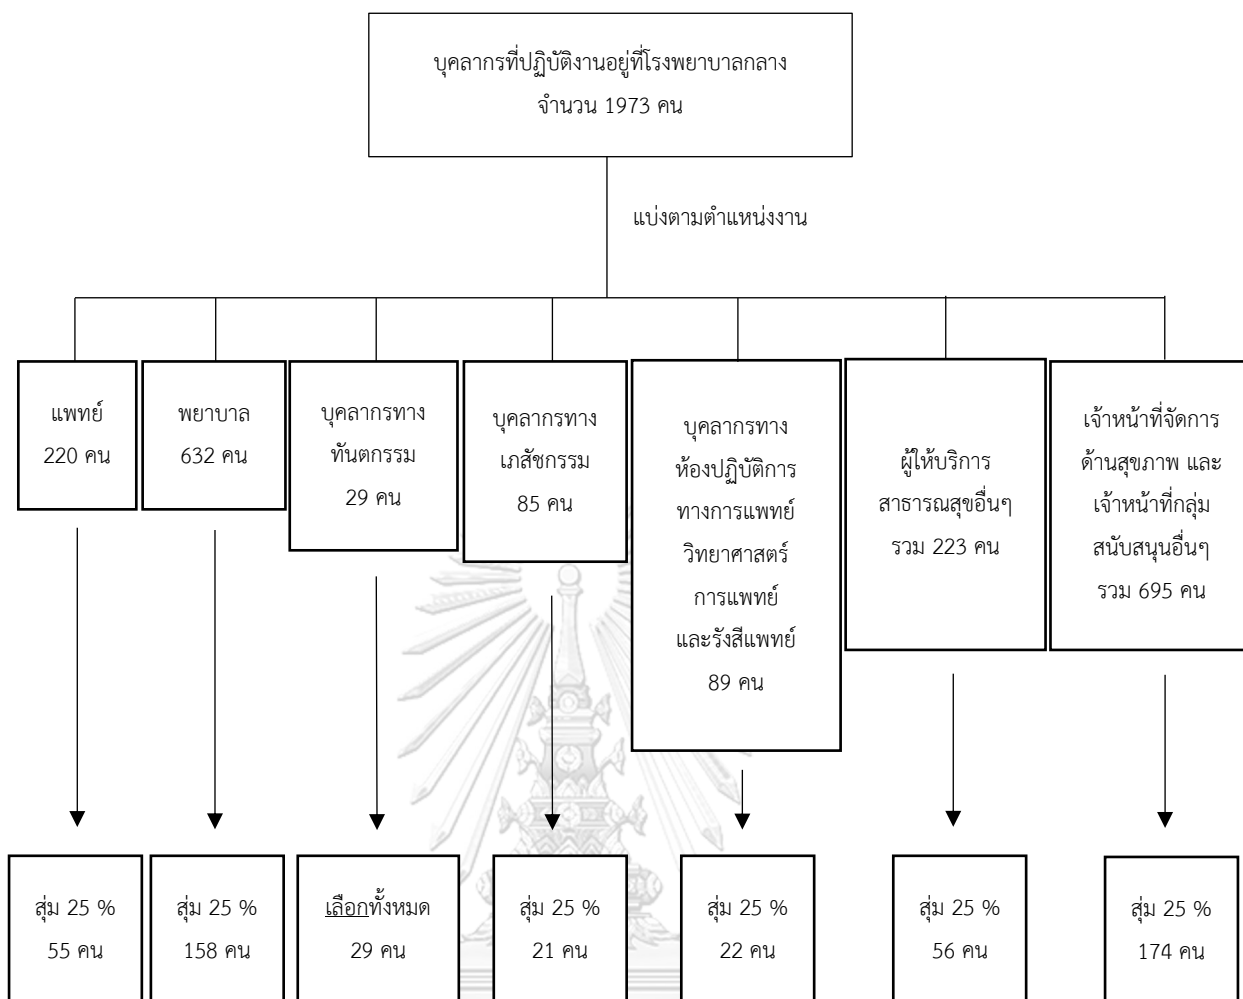 บุคลากรที่ปฏิบัติงานอยู่ที่โรงพยาบาลกลาง
จำนวน 1973 คน
แบ่งตามตำแหน่งงาน
แพทย์
220 คน
พยาบาล
632 คน
บุคลากรทาง
ทันตกรรม
29 คน
บุคลากรทาง
เภสัชกรรม
85 คน
บุคลากรทาง
ห้องปฏิบัติการ
ทางการแพทย์
วิทยาศาสตร์
การแพทย์
และรังสีแพทย์
89 คน
ผู้ให้บริการ
สาธารณสุขอื่นๆ
รวม 223 คน
เจ้าหน้าที่จัดการ
ด้านสุขภาพ และ
เจ้าหน้าที่กลุ่ม
สนับสนุนอื่นๆ
รวม 695 คน
สุ่ม 25 %
55 คน
สุ่ม 25 %
158 คน
เลือกทั้งหมด
29 คน
สุ่ม 25 %
21 คน
สุ่ม 25 %
22 คน
สุ่ม 25 %
56 คน
สุ่ม 25 %
174 คน